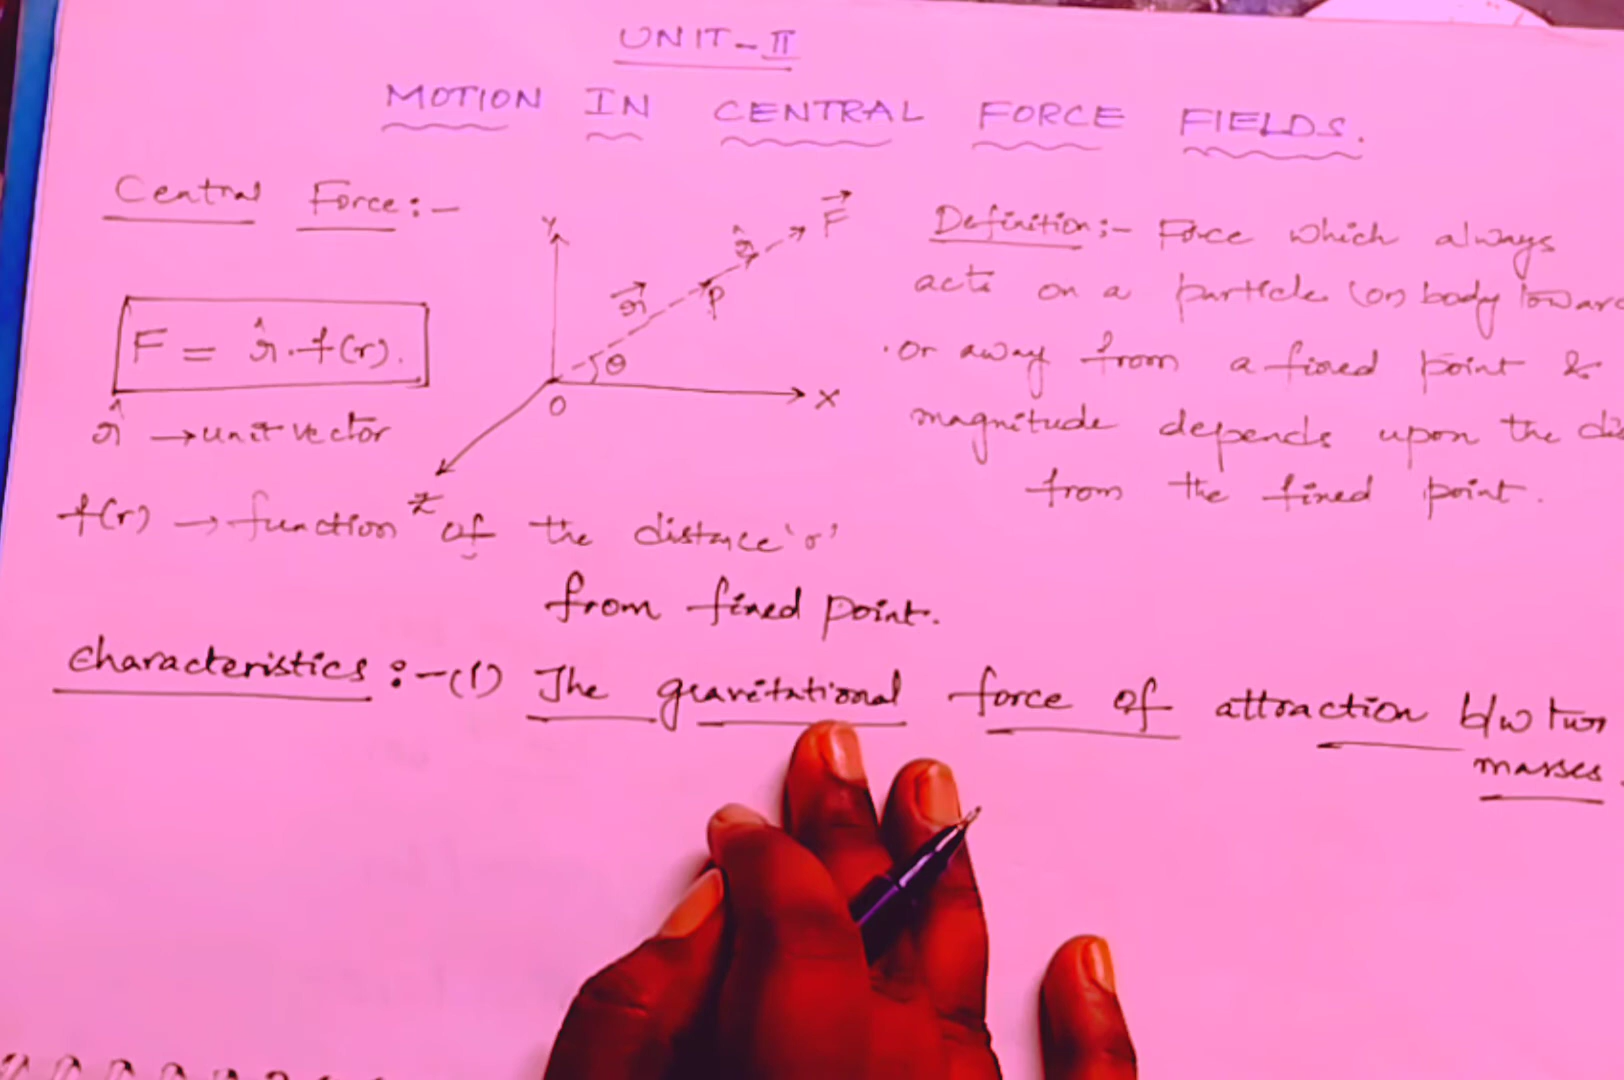 UNIT-II
MOTION IN CENTRAL FORCE FIELDS.
Central Force:-
F = r̂.f(r).
r̂ → unit vector
f(r) → function of the distance 'r'
from fixed point.
Y
r⃗
P
r̂
F⃗
θ
O
X
Z
Definition:- Force which always
acts on a particle (or) body
or away from a fixed point &
magnitude depends upon the
from the fixed point.
Characteristics:-(1) The gravitational force of attraction b/w two
masses.